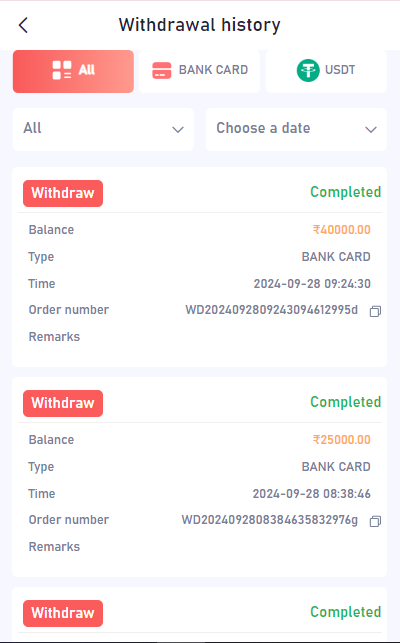 Withdrawal history
All BANK CARD USDT
All Choose a date
Withdraw Completed
Balance ₹40000.00
Type BANK CARD
Time 2024-09-28 09:24:30
Order number WD2024092809243094612995d
Remarks
Withdraw Completed
Balance ₹25000.00
Type BANK CARD
Time 2024-09-28 08:38:46
Order number WD2024092808384635832976g
Remarks
Withdraw Completed